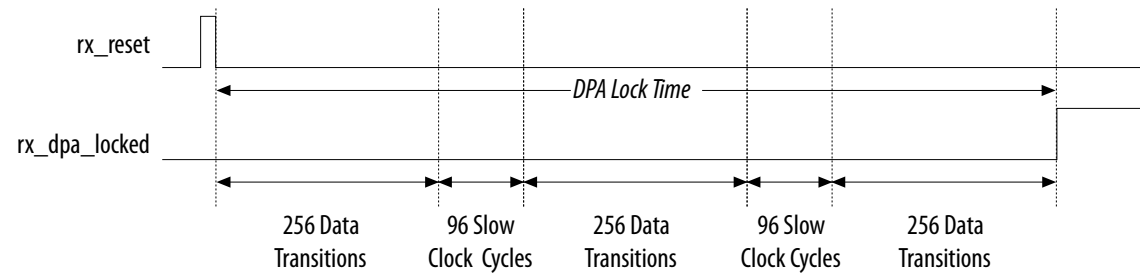 rx_reset
DPA Lock Time
rx_dpa_locked
256 Data
Transitions
96 Slow
Clock Cycles
256 Data
Transitions
96 Slow
Clock Cycles
256 Data
Transitions